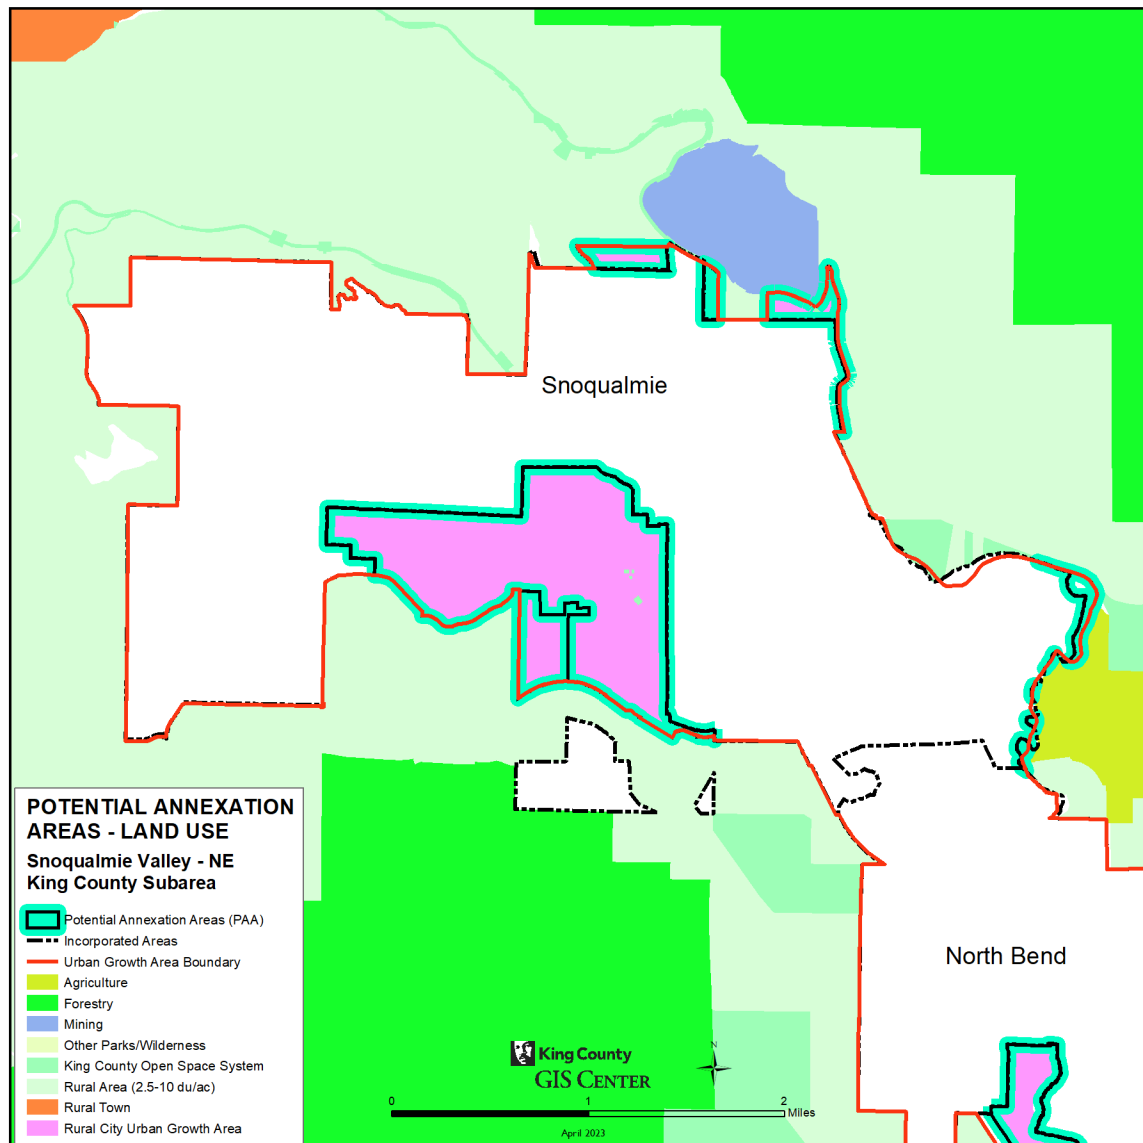 Snoqualmie
North Bend
POTENTIAL ANNEXATION
AREAS - LAND USE
Snoqualmie Valley - NE
King County Subarea
Potential Annexation Areas (PAA)
Incorporated Areas
Urban Growth Area Boundary
Agriculture
Forestry
Mining
Other Parks/Wilderness
King County Open Space System
Rural Area (2.5-10 du/ac)
Rural Town
Rural City Urban Growth Area
King County
GIS CENTER
N
0 1 2
Miles
April 2023